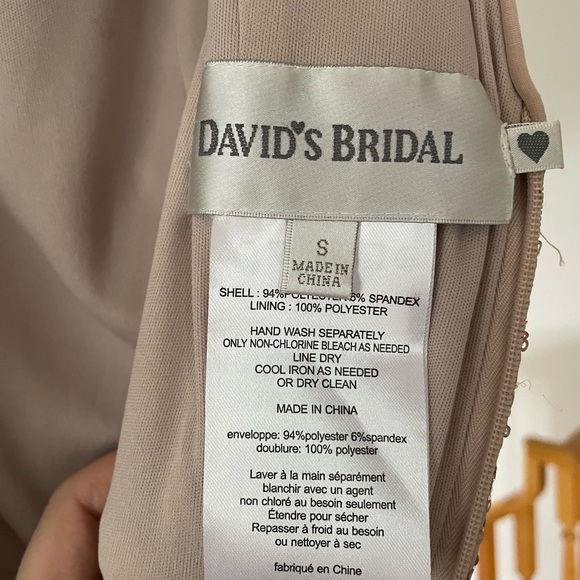 DAVID'S BRIDAL
S
MADE IN
CHINA
SHELL : 94%POLYESTER 6% SPANDEX
LINING : 100% POLYESTER
HAND WASH SEPARATELY
ONLY NON-CHLORINE BLEACH AS NEEDED
LINE DRY
COOL IRON AS NEEDED
OR DRY CLEAN
MADE IN CHINA
enveloppe: 94%polyester 6%spandex
doublure: 100% polyester
Laver à la main séparément
blanchir avec un agent
non chloré au besoin seulement
Étendre pour sécher
Repasser à froid au besoin
ou nettoyer à sec
fabriqué en Chine